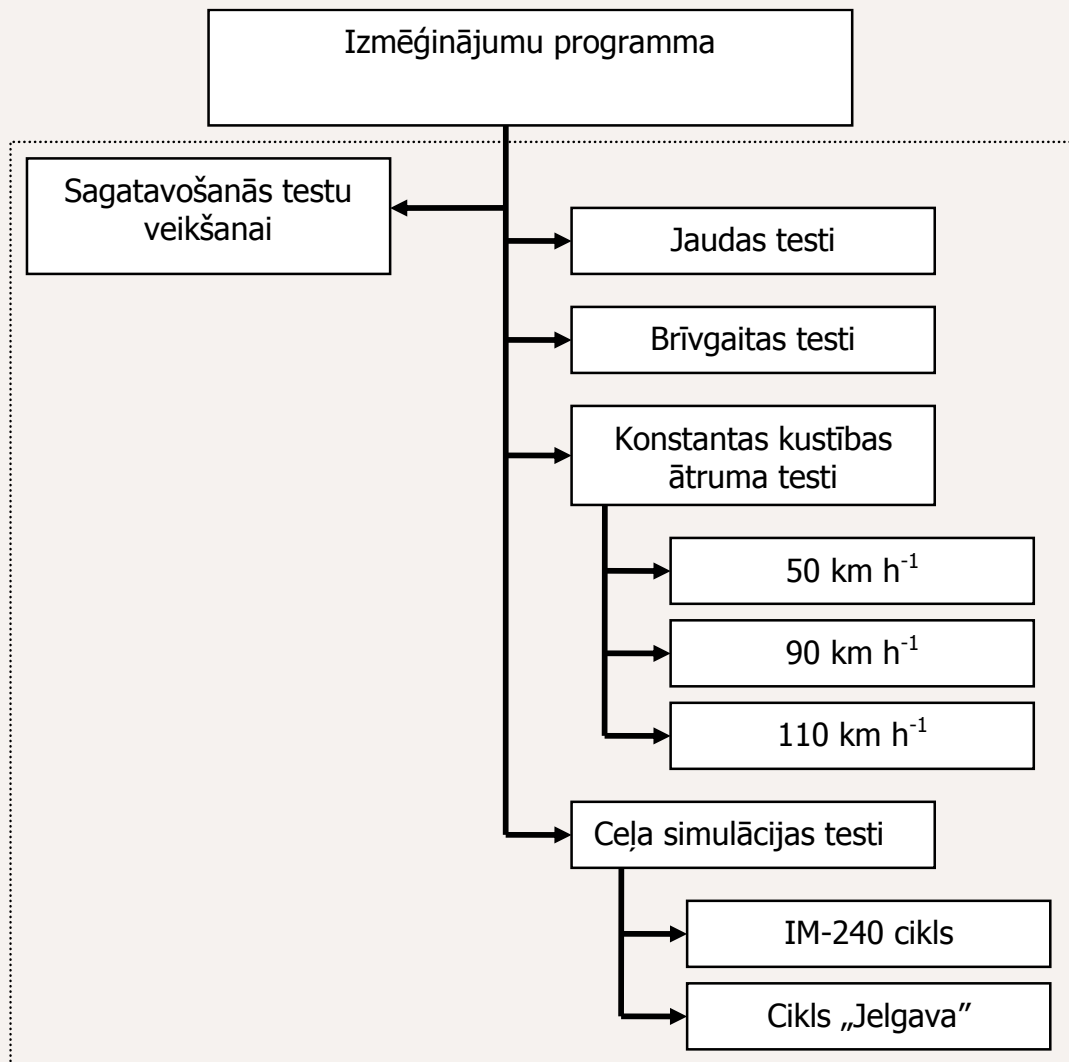 Izmēģinājumu programma
Sagatavošanās testu
veikšanai
Jaudas testi
Brīvgaitas testi
Konstantas kustības
ātruma testi
50 km h⁻¹
90 km h⁻¹
110 km h⁻¹
Ceļa simulācijas testi
IM-240 cikls
Cikls „Jelgava”